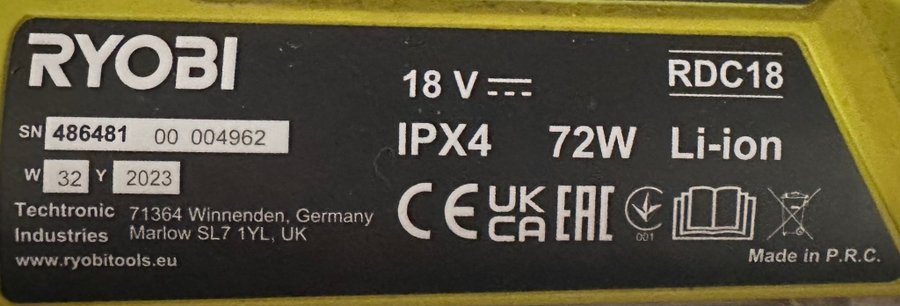 RYOBI
18 V
RDC18
SN 486481 00 004962
IPX4 72W Li-ion
W 32 Y 2023
Techtronic Industries
71364 Winnenden, Germany
Marlow SL7 1YL, UK
www.ryobitools.eu
CE UK CA EAC 001
Made in P.R.C.